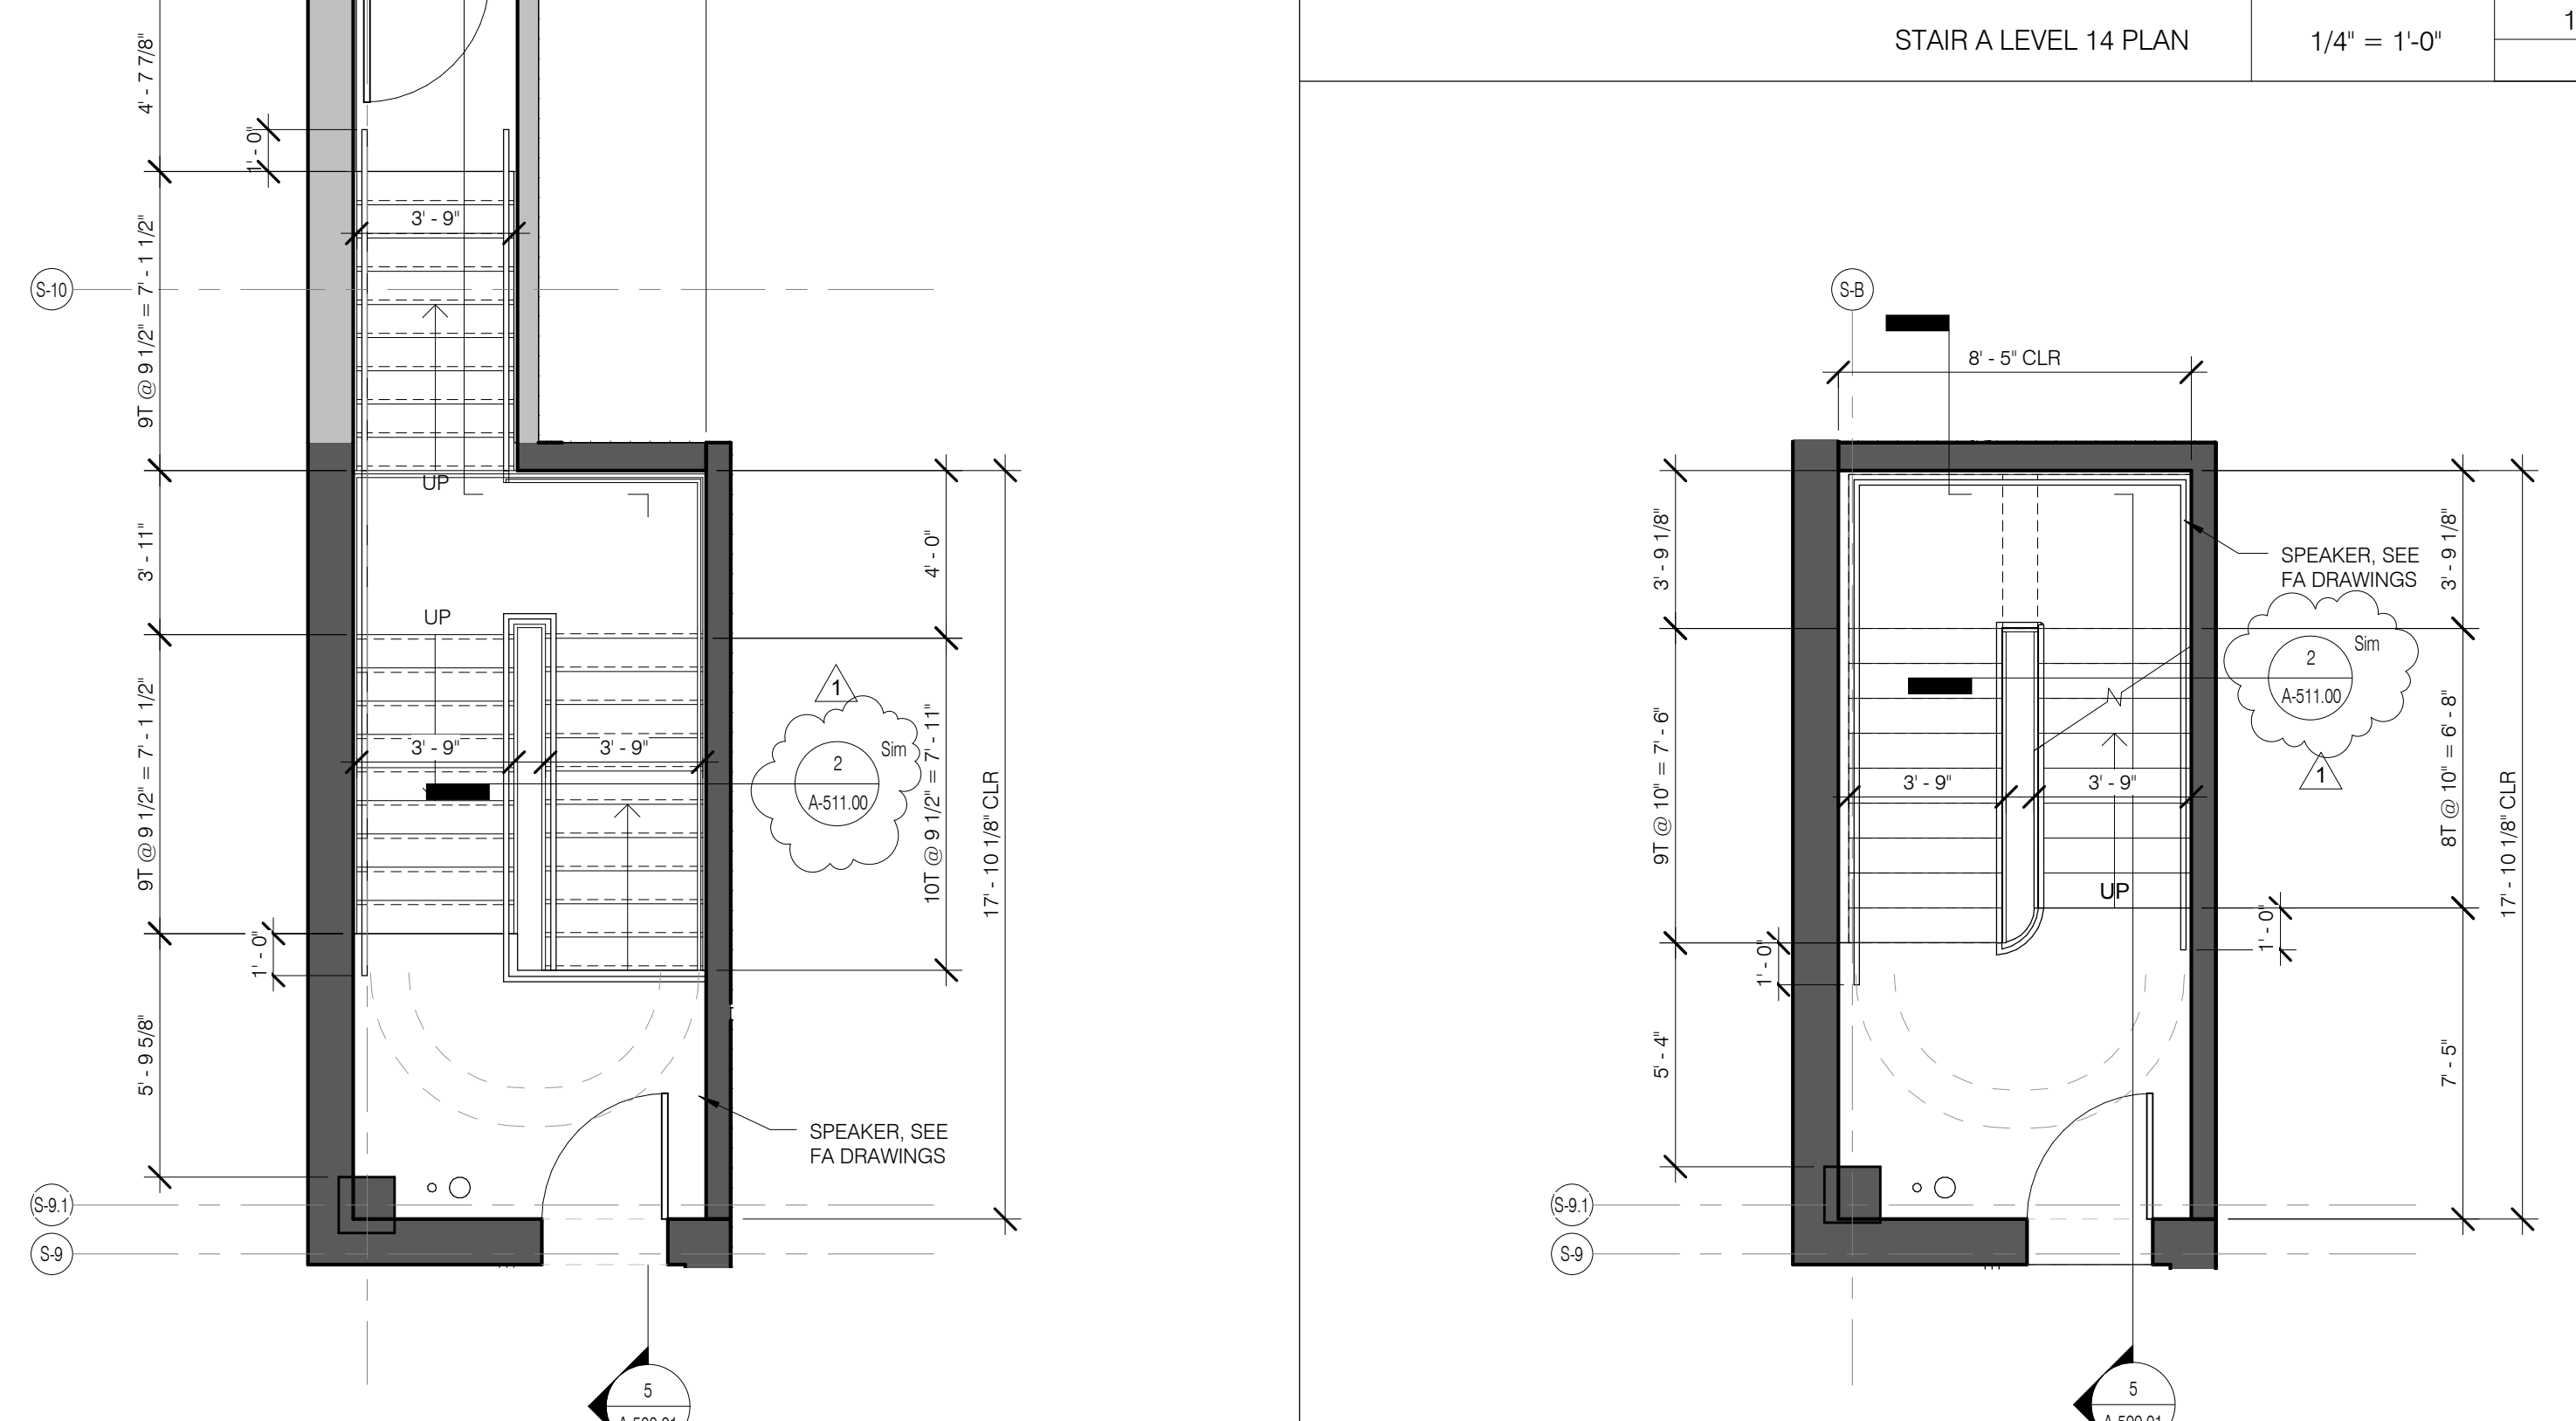 STAIR A LEVEL 14 PLAN
1/4" = 1'-0"
1
4' - 7 7/8"
1' - 0"
9T @ 9 1/2" = 7' - 1 1/2"
3' - 9"
S-10
UP
3' - 11"
4' - 0"
UP
9T @ 9 1/2" = 7' - 1 1/2"
3' - 9"
3' - 9"
1
2
Sim
A-511.00
10T @ 9 1/2" = 7' - 11"
17' - 10 1/8" CLR
1' - 0"
5' - 9 5/8"
SPEAKER, SEE
FA DRAWINGS
S-9.1
S-9
5
S-B
8' - 5" CLR
3' - 9 1/8"
3' - 9 1/8"
SPEAKER, SEE
FA DRAWINGS
2
Sim
A-511.00
1
9T @ 10" = 7' - 6"
3' - 9"
3' - 9"
8T @ 10" = 6' - 8"
17' - 10 1/8" CLR
UP
1' - 0"
1' - 0"
5' - 4"
7' - 5"
S-9.1
S-9
5